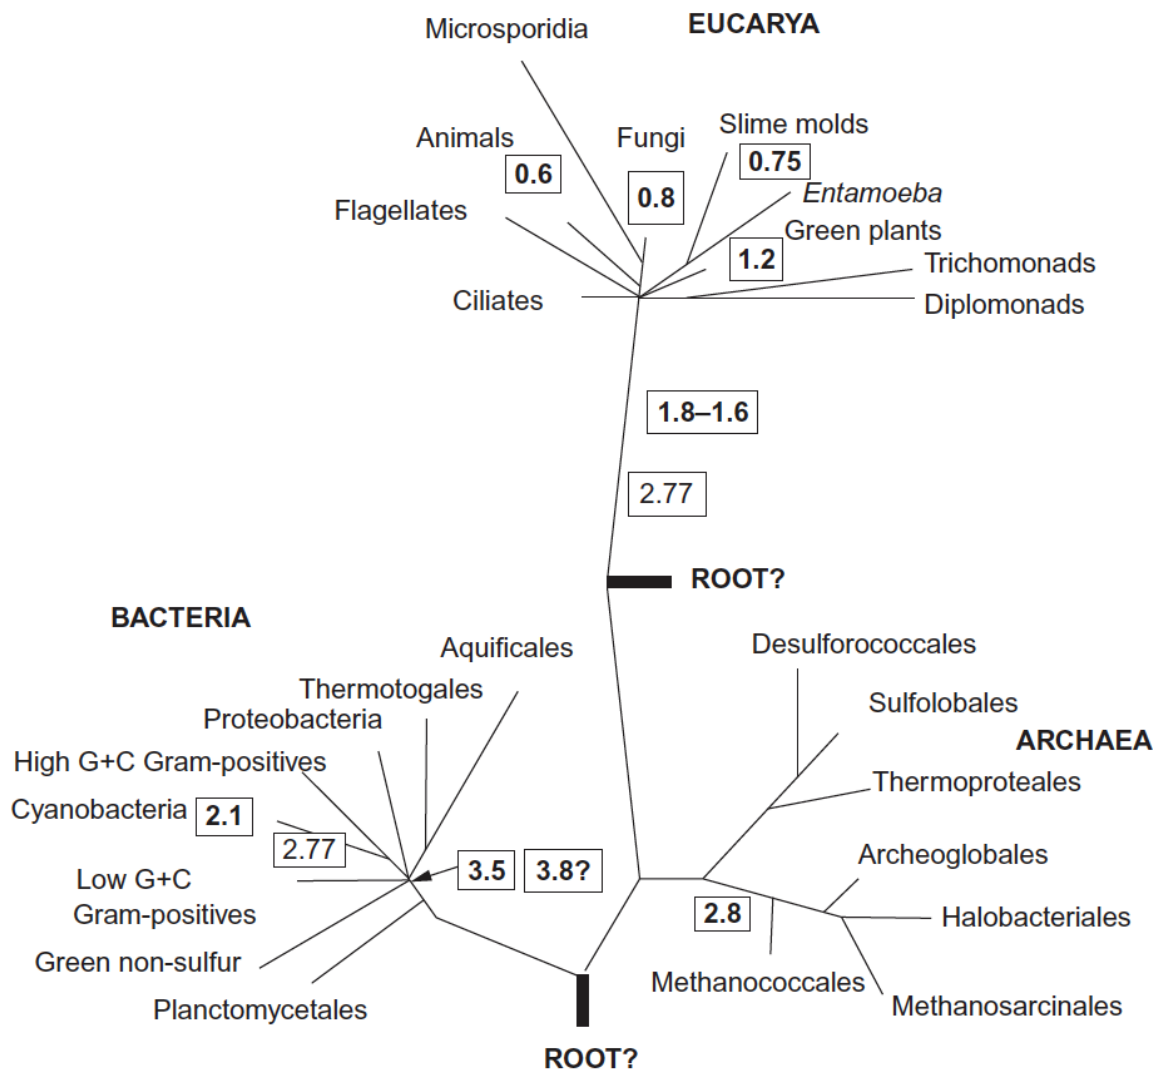 EUCARYA
Microsporidia
Animals
0.6
Fungi
0.8
Slime molds
0.75
Entamoeba
Flagellates
Green plants
1.2
Trichomonads
Ciliates
Diplomonads
1.8–1.6
2.77
ROOT?
BACTERIA
Aquificales
Thermotogales
Proteobacteria
High G+C Gram-positives
Cyanobacteria
2.1
2.77
3.5
3.8?
Low G+C
Gram-positives
Green non-sulfur
Planctomycetales
Desulforococcales
Sulfolobales
ARCHAEA
Thermoproteales
Archeoglobales
2.8
Halobacteriales
Methanococcales
Methanosarcinales
ROOT?